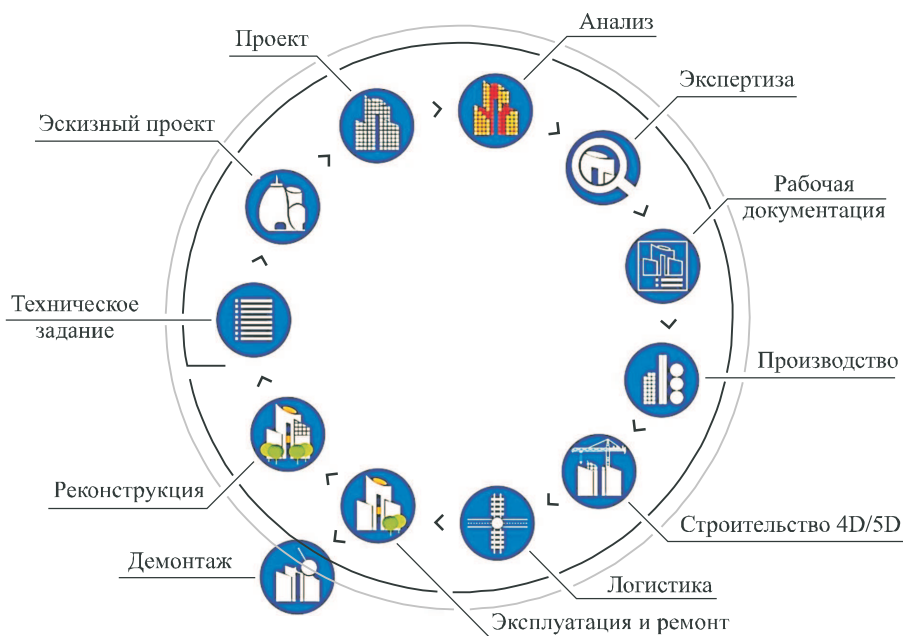 Анализ
Проект
Экспертиза
Эскизный проект
Рабочая
документация
Техническое
задание
Производство
Реконструкция
Строительство 4D/5D
Демонтаж
Логистика
Эксплуатация и ремонт